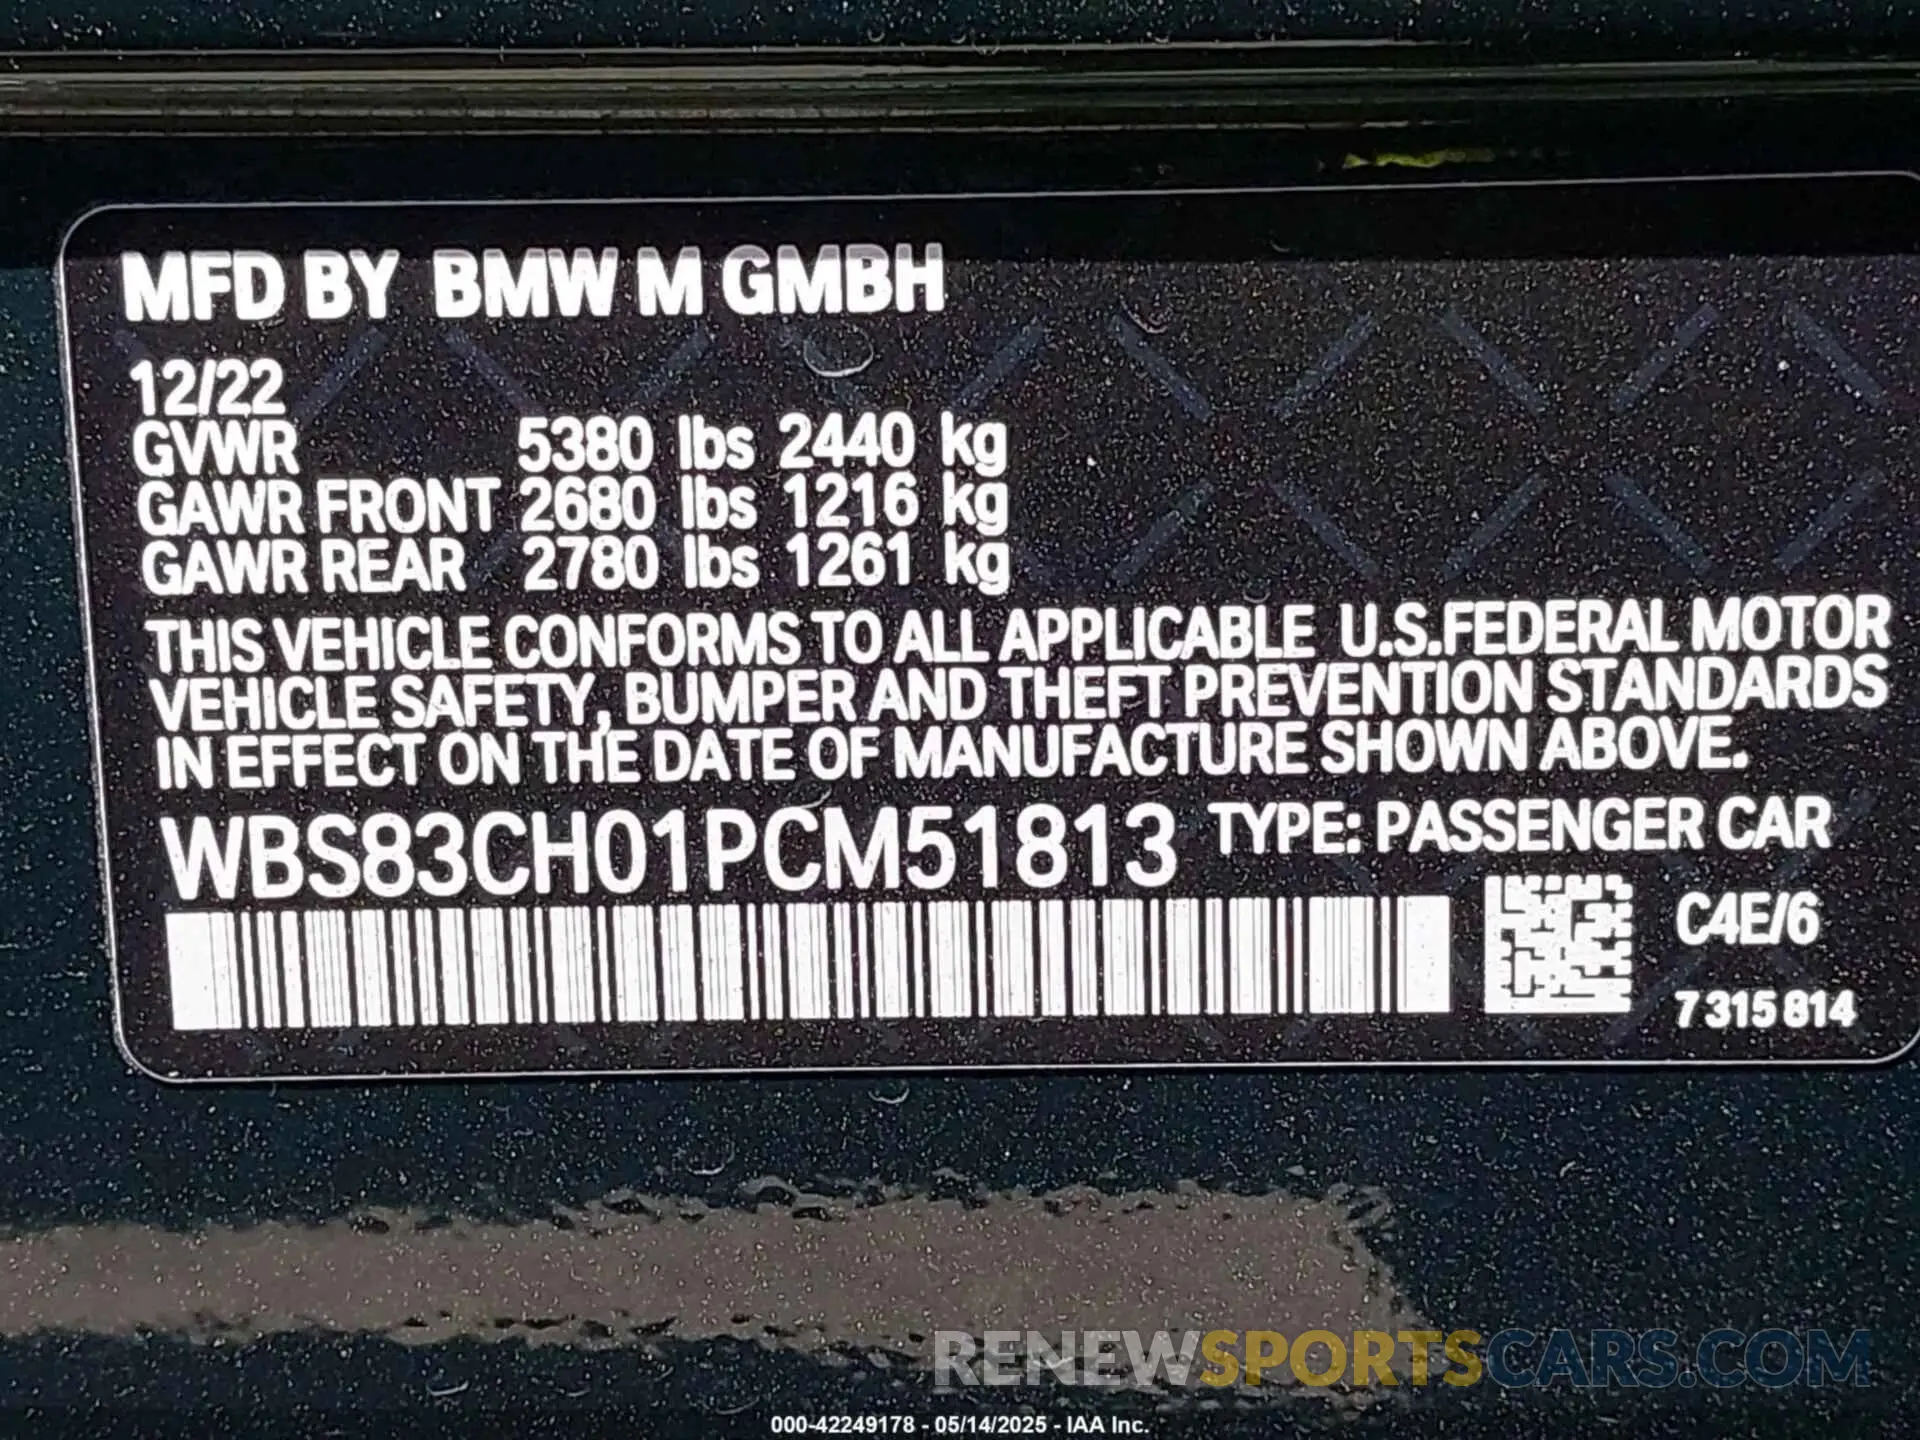 MFD BY BMW M GMBH
12/22
GVWR 5380 lbs 2440 kg
GAWR FRONT 2680 lbs 1216 kg
GAWR REAR 2780 lbs 1261 kg
THIS VEHICLE CONFORMS TO ALL APPLICABLE U.S.FEDERAL MOTOR
VEHICLE SAFETY, BUMPER AND THEFT PREVENTION STANDARDS
IN EFFECT ON THE DATE OF MANUFACTURE SHOWN ABOVE.
WBS83CH01PCM51813 TYPE: PASSENGER CAR
C4E/6
7 315 814
RENEWSPORTSCARS.COM
000-42249178 - 05/14/2025 - IAA Inc.